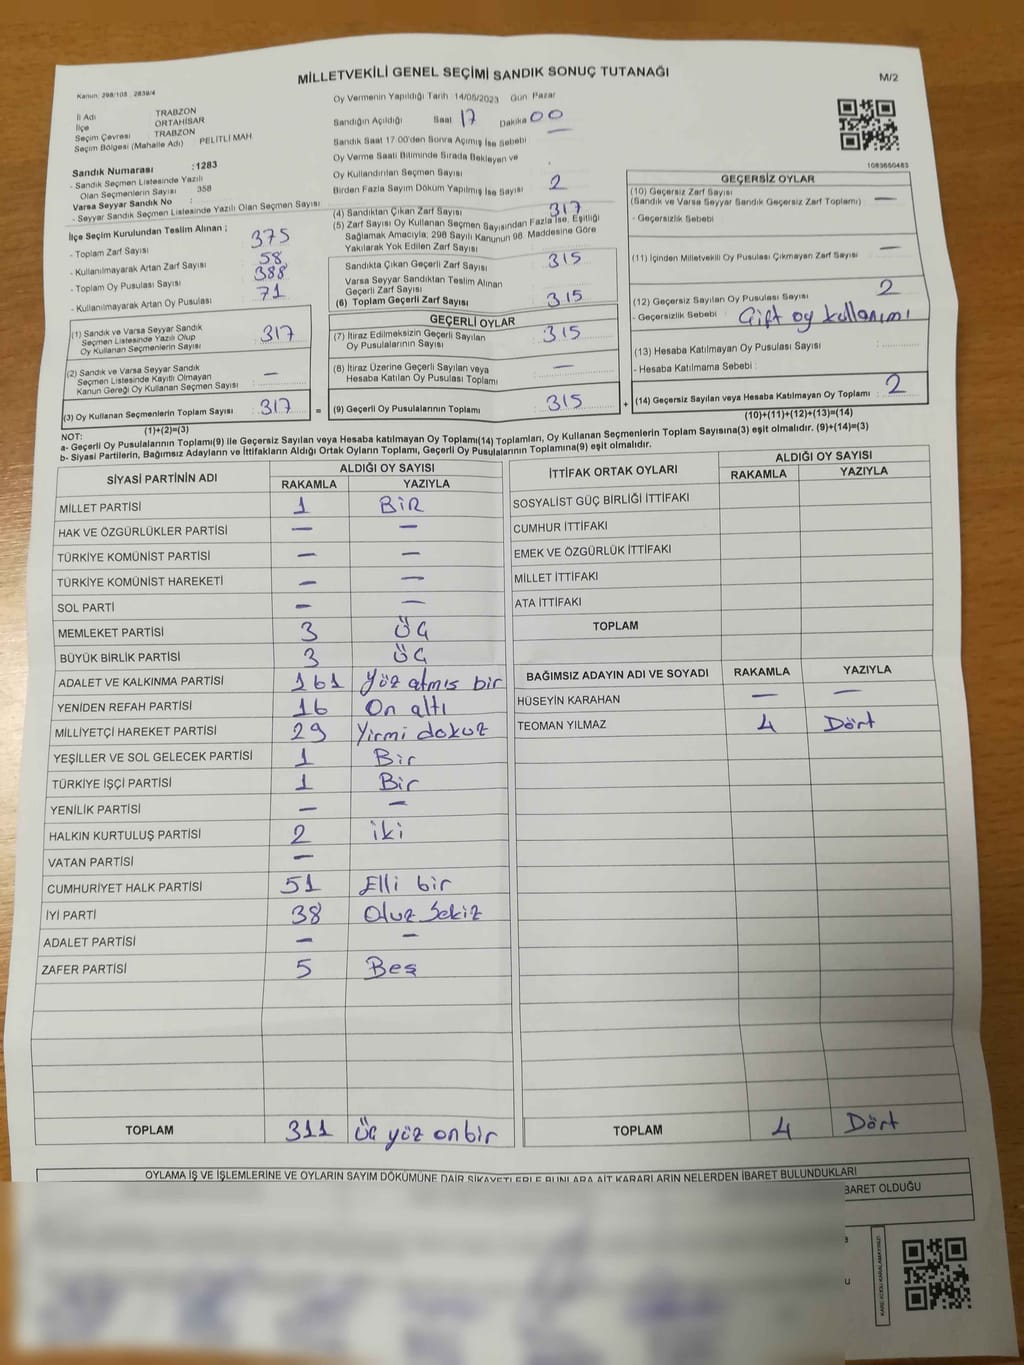 MİLLETVEKİLİ GENEL SEÇİMİ SANDIK SONUÇ TUTANAĞI
M/2
Kanun: 298/105 , 2839/4
Oy Vermenin Yapıldığı Tarih 14/05/2023 Gün Pazar
İl Adı TRABZON
İlçe ORTAHİSAR
Seçim Çevresi TRABZON
Seçim Bölgesi (Mahalle Adı) PELİTLİ MAH
Sandığın Açıldığı Saat 17 Dakika 00
Sandık Saat 17:00'den Sonra Açılmış İse Sebebi —
Oy Verme Saati Bitiminde Sırada Bekleyen ve
Oy Kullandırılan Seçmen Sayısı
Birden Fazla Sayım Döküm Yapılmış İse Sayısı 2
1083650463
Sandık Numarası :1283
- Sandık Seçmen Listesinde Yazılı
Olan Seçmenlerin Sayısı 358
Varsa Seyyar Sandık No :
- Seyyar Sandık Seçmen Listesinde Yazılı Olan Seçmen Sayısı
İlçe Seçim Kurulundan Teslim Alınan ;
- Toplam Zarf Sayısı 375
- Kullanılmayarak Artan Zarf Sayısı 58
- Toplam Oy Pusulası Sayısı 388
- Kullanılmayarak Artan Oy Pusulası 71
(1) Sandık ve Varsa Seyyar Sandık
Seçmen Listesinde Yazılı Olup
Oy Kullanan Seçmenlerin Sayısı : 317
(2) Sandık ve Varsa Seyyar Sandık
Seçmen Listesinde Kayıtlı Olmayan
Kanun Gereği Oy Kullanan Seçmen Sayısı : —
(3) Oy Kullanan Seçmenlerin Toplam Sayısı : 317 =
(1)+(2)=(3)
(4) Sandıktan Çıkan Zarf Sayısı 317
(5) Zarf Sayısı Oy Kullanan Seçmen Sayısından Fazla İse, Eşitliği
Sağlamak Amacıyla; 298 Sayılı Kanunun 98. Maddesine Göre
Yakılarak Yok Edilen Zarf Sayısı
Sandıkta Çıkan Geçerli Zarf Sayısı : 315
Varsa Seyyar Sandıktan Teslim Alınan
Geçerli Zarf Sayısı
(6) Toplam Geçerli Zarf Sayısı : 315
GEÇERLİ OYLAR
(7) İtiraz Edilmeksizin Geçerli Sayılan
Oy Pusulalarının Sayısı : 315
(8) İtiraz Üzerine Geçerli Sayılan veya
Hesaba Katılan Oy Pusulası Toplamı : —
(9) Geçerli Oy Pusulalarının Toplamı : 315 +
GEÇERSİZ OYLAR
(10) Geçersiz Zarf Sayısı
(Sandık ve Varsa Seyyar Sandık Geçersiz Zarf Toplamı) : —
- Geçersizlik Sebebi :
(11) İçinden Milletvekili Oy Pusulası Çıkmayan Zarf Sayısı : —
(12) Geçersiz Sayılan Oy Pusulası Sayısı : 2
- Geçersizlik Sebebi : Çift oy kullanımı
(13) Hesaba Katılmayan Oy Pusulası Sayısı :
- Hesaba Katılmama Sebebi :
(14) Geçersiz Sayılan veya Hesaba Katılmayan Oy Toplamı : 2
(10)+(11)+(12)+(13)=(14)
NOT:
a- Geçerli Oy Pusulalarının Toplamı(9) ile Geçersiz Sayılan veya Hesaba katılmayan Oy Toplamı(14) Toplamları, Oy Kullanan Seçmenlerin Toplam Sayısına(3) eşit olmalıdır. (9)+(14)=(3)
b- Siyasi Partilerin, Bağımsız Adayların ve İttifakların Aldığı Ortak Oyların Toplamı, Geçerli Oy Pusulalarının Toplamına(9) eşit olmalıdır.
SİYASİ PARTİNİN ADI ALDIĞI OY SAYISI
RAKAMLA YAZIYLA
MİLLET PARTİSİ 1 BİR
HAK VE ÖZGÜRLÜKLER PARTİSİ — —
TÜRKİYE KOMÜNİST PARTİSİ — —
TÜRKİYE KOMÜNİST HAREKETİ — —
SOL PARTİ — —
MEMLEKET PARTİSİ 3 ÜÇ
BÜYÜK BİRLİK PARTİSİ 3 ÜÇ
ADALET VE KALKINMA PARTİSİ 161 Yüz atmış bir
YENİDEN REFAH PARTİSİ 16 On altı
MİLLİYETÇİ HAREKET PARTİSİ 29 Yirmi dokuz
YEŞİLLER VE SOL GELECEK PARTİSİ 1 Bir
TÜRKİYE İŞÇİ PARTİSİ 1 Bir
YENİLİK PARTİSİ — —
HALKIN KURTULUŞ PARTİSİ 2 iki
VATAN PARTİSİ —
CUMHURİYET HALK PARTİSİ 51 Elli bir
İYİ PARTİ 38 Otuz Sekiz
ADALET PARTİSİ — —
ZAFER PARTİSİ 5 Beş
TOPLAM 311 Üç yüz onbir
İTTİFAK ORTAK OYLARI ALDIĞI OY SAYISI
RAKAMLA YAZIYLA
SOSYALİST GÜÇ BİRLİĞİ İTTİFAKI
CUMHUR İTTİFAKI
EMEK VE ÖZGÜRLÜK İTTİFAKI
MİLLET İTTİFAKI
ATA İTTİFAKI
TOPLAM
BAĞIMSIZ ADAYIN ADI VE SOYADI RAKAMLA YAZIYLA
HÜSEYİN KARAHAN — —
TEOMAN YILMAZ 4 Dört
TOPLAM 4 Dört
OYLAMA İŞ VE İŞLEMLERİNE VE OYLARIN SAYIM DÖKÜMÜNE DAİR ŞİKAYETLERLE BUNLARA AİT KARARLARIN NELERDEN İBARET BULUNDUKLARI
BARET OLDUĞU
KARE KODU KARALAMAYINIZ!